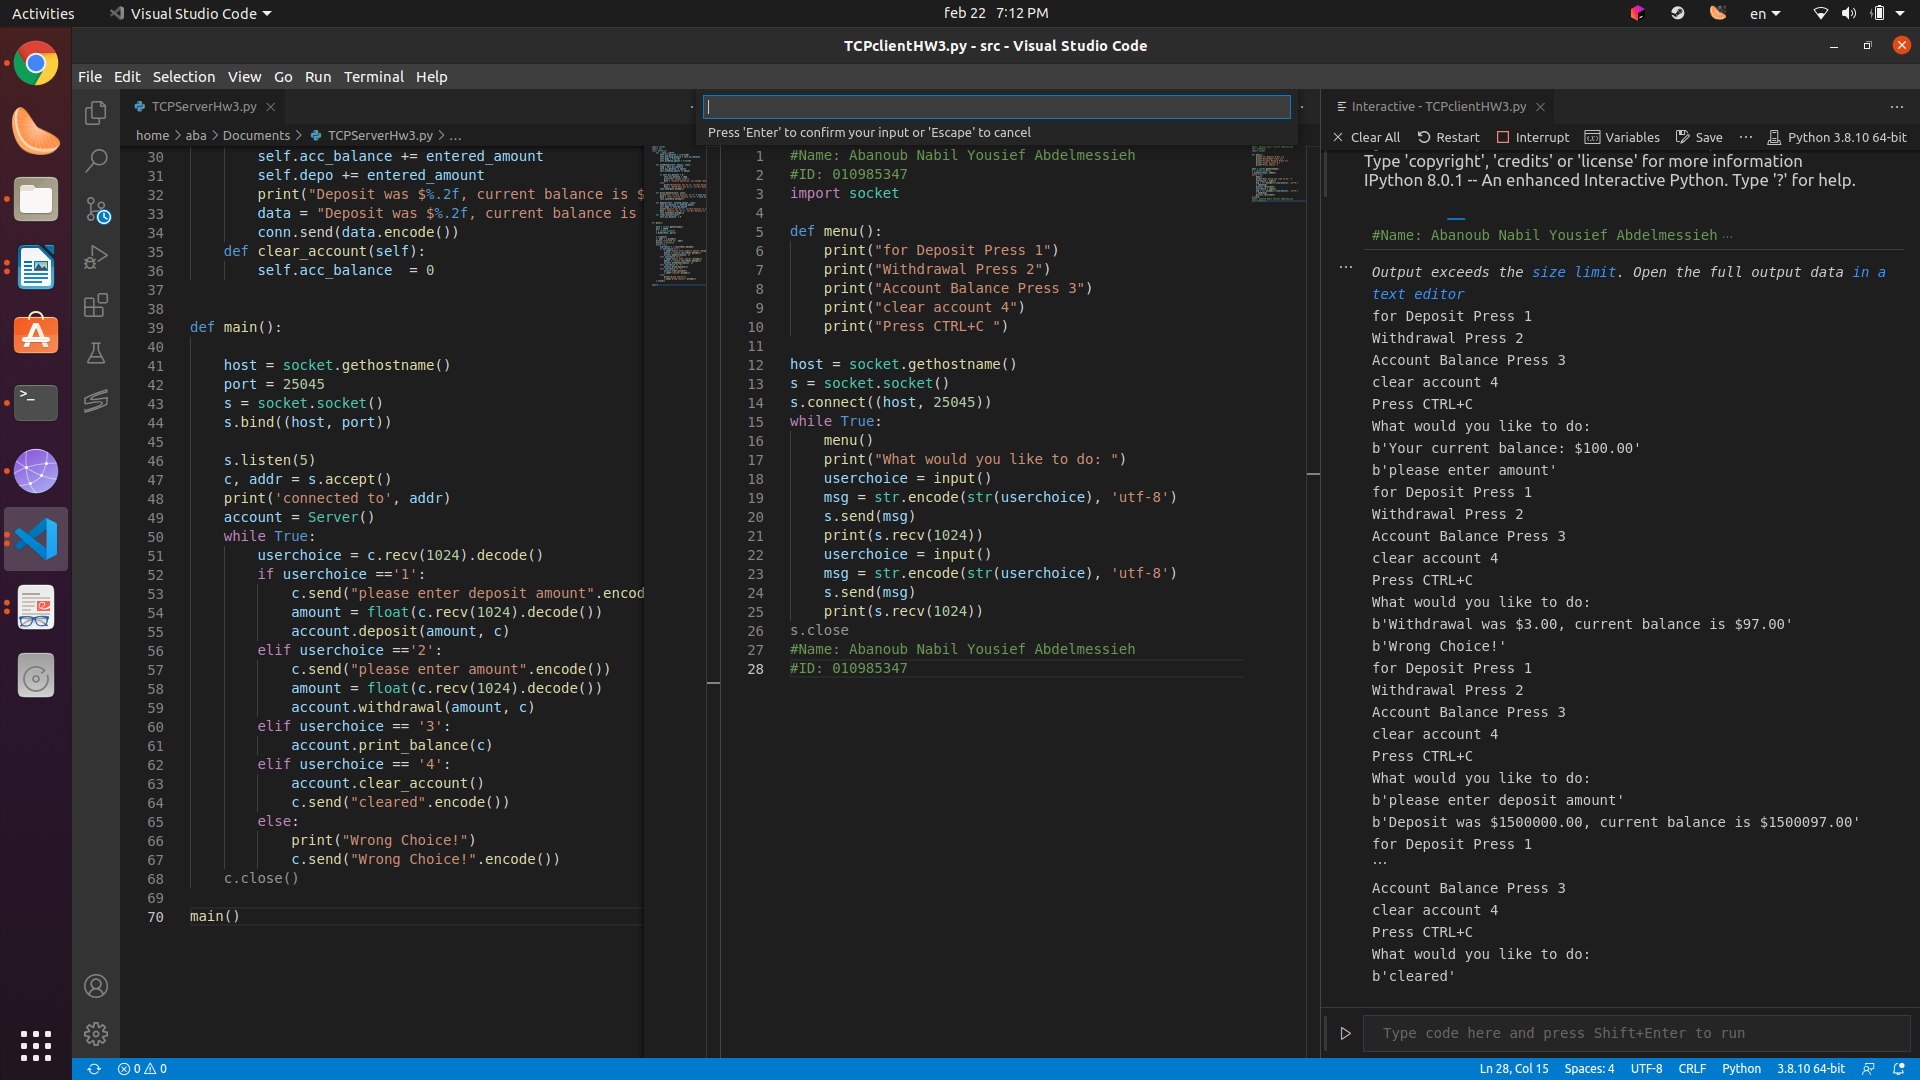 Activities
Visual Studio Code
feb 22 7:12 PM
en
TCPclientHW3.py - src - Visual Studio Code
File Edit Selection View Go Run Terminal Help
TCPServerHw3.py
home > aba > Documents > TCPServerHw3.py > ...
30 self.acc_balance += entered_amount
31 self.depo += entered_amount
32 print("Deposit was $%.2f, current balance is $
33 data = "Deposit was $%.2f, current balance is
34 conn.send(data.encode())
35 def clear_account(self):
36 self.acc_balance  = 0
37
38
39 def main():
40
41 host = socket.gethostname()
42 port = 25045
43 s = socket.socket()
44 s.bind((host, port))
45
46 s.listen(5)
47 c, addr = s.accept()
48 print('connected to', addr)
49 account = Server()
50 while True:
51 userchoice = c.recv(1024).decode()
52 if userchoice =='1':
53 c.send("please enter deposit amount".encod
54 amount = float(c.recv(1024).decode())
55 account.deposit(amount, c)
56 elif userchoice =='2':
57 c.send("please enter amount".encode())
58 amount = float(c.recv(1024).decode())
59 account.withdrawal(amount, c)
60 elif userchoice == '3':
61 account.print_balance(c)
62 elif userchoice == '4':
63 account.clear_account()
64 c.send("cleared".encode())
65 else:
66 print("Wrong Choice!")
67 c.send("Wrong Choice!".encode())
68 c.close()
69
70 main()
Press 'Enter' to confirm your input or 'Escape' to cancel
1 #Name: Abanoub Nabil Yousief Abdelmessieh
2 #ID: 010985347
3 import socket
4
5 def menu():
6 print("for Deposit Press 1")
7 print("Withdrawal Press 2")
8 print("Account Balance Press 3")
9 print("clear account 4")
10 print("Press CTRL+C ")
11
12 host = socket.gethostname()
13 s = socket.socket()
14 s.connect((host, 25045))
15 while True:
16 menu()
17 print("What would you like to do: ")
18 userchoice = input()
19 msg = str.encode(str(userchoice), 'utf-8')
20 s.send(msg)
21 print(s.recv(1024))
22 userchoice = input()
23 msg = str.encode(str(userchoice), 'utf-8')
24 s.send(msg)
25 print(s.recv(1024))
26 s.close
27 #Name: Abanoub Nabil Yousief Abdelmessieh
28 #ID: 010985347
Interactive - TCPclientHW3.py
Clear All Restart Interrupt Variables Save ... Python 3.8.10 64-bit
Type 'copyright', 'credits' or 'license' for more information
IPython 8.0.1 -- An enhanced Interactive Python. Type '?' for help.
#Name: Abanoub Nabil Yousief Abdelmessieh ...
Output exceeds the size limit. Open the full output data in a
text editor
for Deposit Press 1
Withdrawal Press 2
Account Balance Press 3
clear account 4
Press CTRL+C
What would you like to do:
b'Your current balance: $100.00'
b'please enter amount'
for Deposit Press 1
Withdrawal Press 2
Account Balance Press 3
clear account 4
Press CTRL+C
What would you like to do:
b'Withdrawal was $3.00, current balance is $97.00'
b'Wrong Choice!'
for Deposit Press 1
Withdrawal Press 2
Account Balance Press 3
clear account 4
Press CTRL+C
What would you like to do:
b'please enter deposit amount'
b'Deposit was $1500000.00, current balance is $1500097.00'
for Deposit Press 1
...
Account Balance Press 3
clear account 4
Press CTRL+C
What would you like to do:
b'cleared'
Type code here and press Shift+Enter to run
0 0
Ln 28, Col 15 Spaces: 4 UTF-8 CRLF Python 3.8.10 64-bit